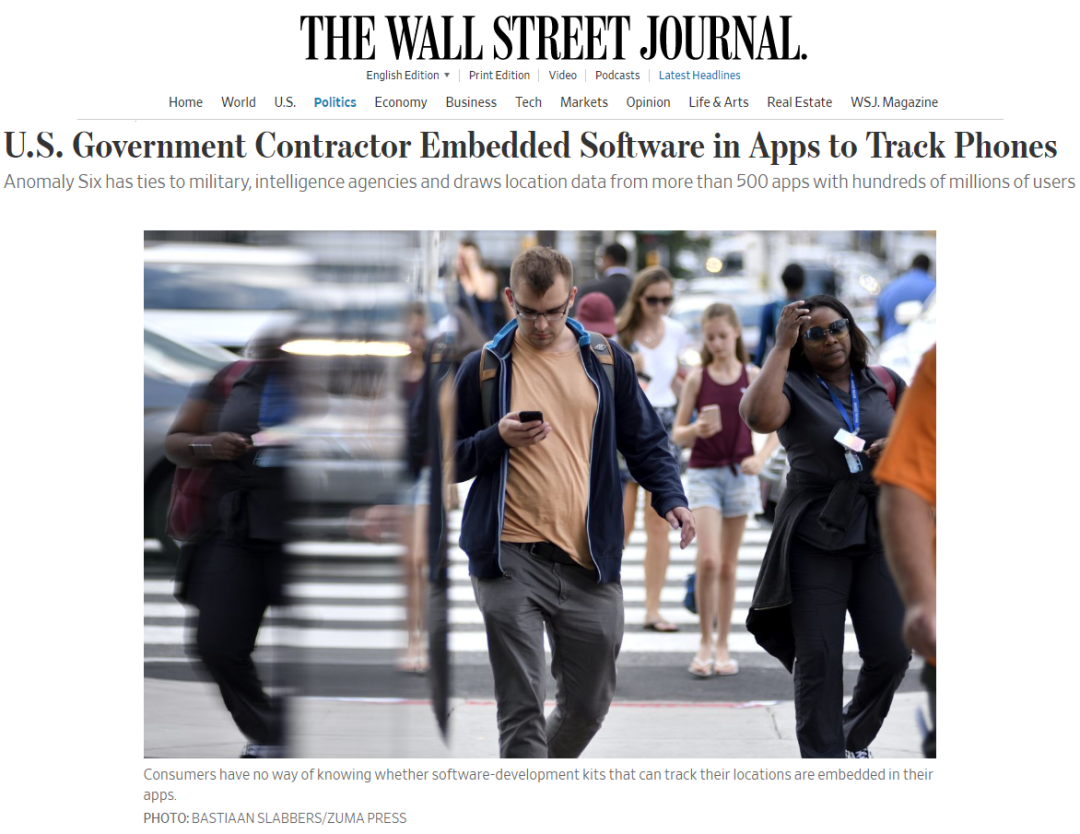 THE WALL STREET JOURNAL.
English Edition ▼ | Print Edition | Video | Podcasts | Latest Headlines
Home World U.S. Politics Economy Business Tech Markets Opinion Life & Arts Real Estate WSJ. Magazine
U.S. Government Contractor Embedded Software in Apps to Track Phones
Anomaly Six has ties to military, intelligence agencies and draws location data from more than 500 apps with hundreds of millions of users
Consumers have no way of knowing whether software-development kits that can track their locations are embedded in their
apps.
PHOTO: BASTIAAN SLABBERS/ZUMA PRESS